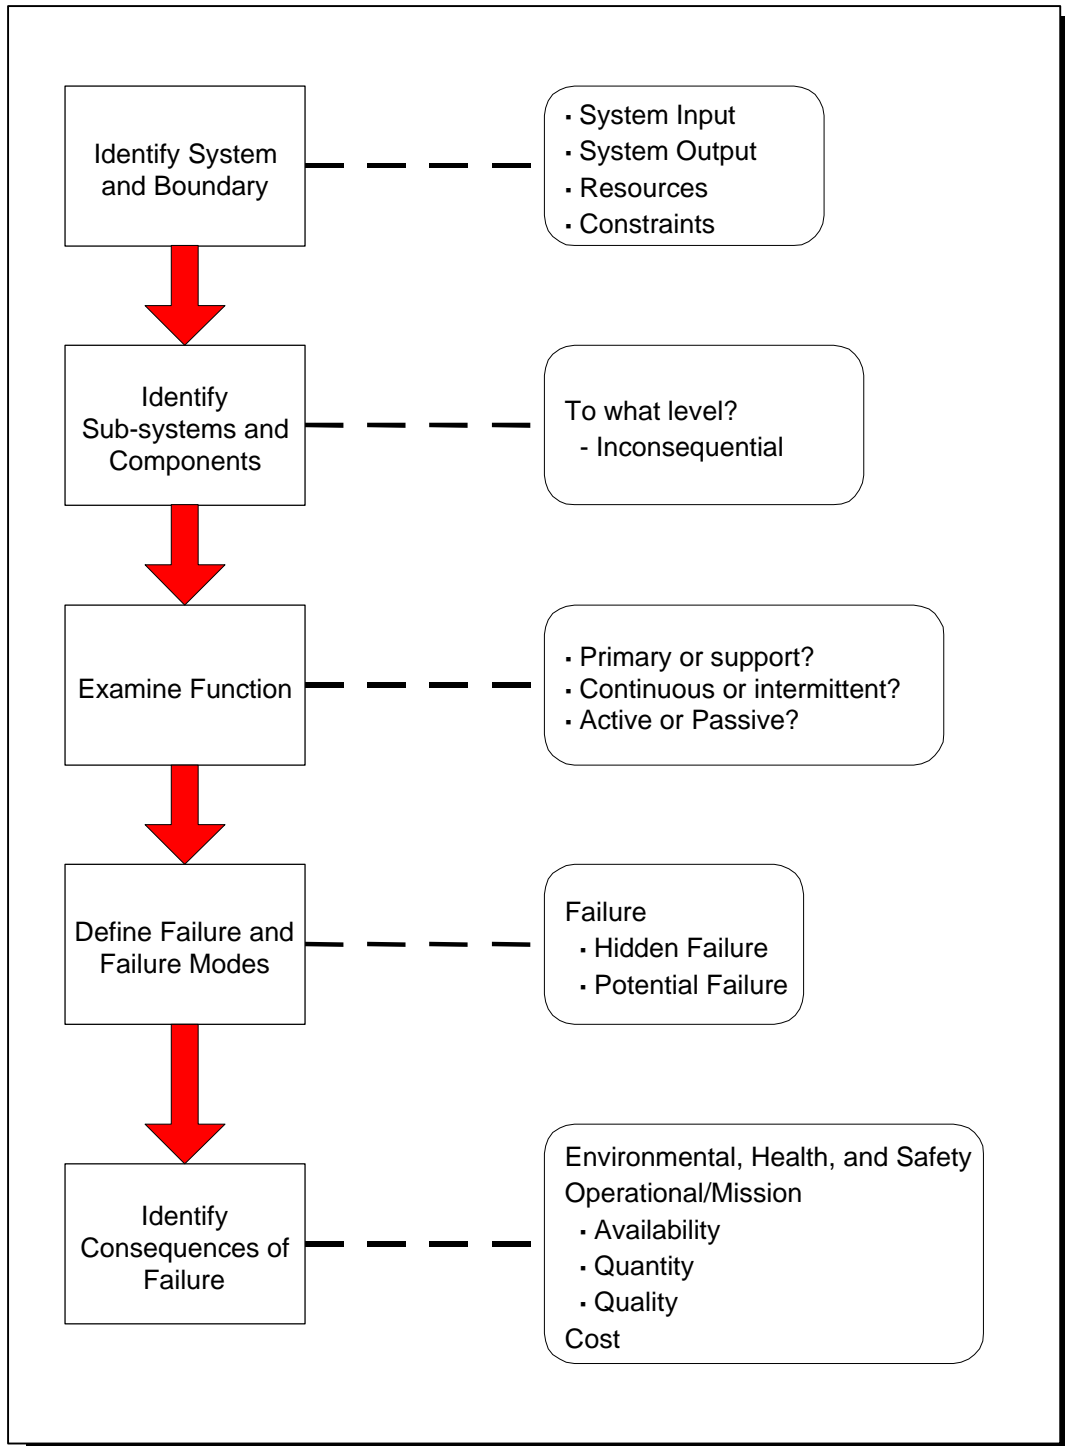 Identify System
and Boundary
· System Input
· System Output
· Resources
· Constraints
Identify
Sub-systems and
Components
To what level?
- Inconsequential
Examine Function
· Primary or support?
· Continuous or intermittent?
· Active or Passive?
Define Failure and
Failure Modes
Failure
· Hidden Failure
· Potential Failure
Identify
Consequences of
Failure
Environmental, Health, and Safety
Operational/Mission
· Availability
· Quantity
· Quality
Cost